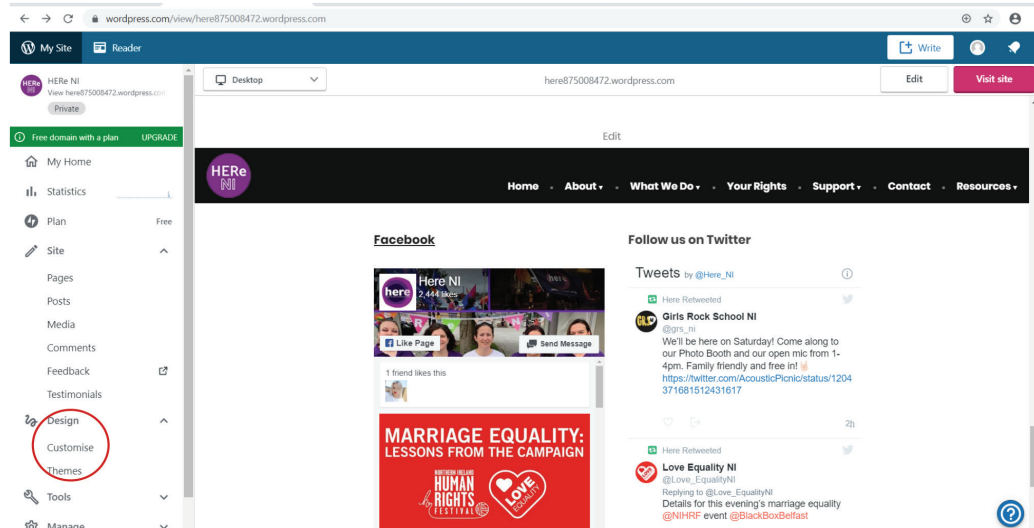 wordpress.com/view/here875008472.wordpress.com
My Site
Reader
Write
HERe NI
HERe NI
View here875008472.wordpress.com
Private
Desktop
here875008472.wordpress.com
Edit
Visit site
Free domain with a plan UPGRADE
My Home
Statistics
Plan Free
Site
Pages
Posts
Media
Comments
Feedback
Testimonials
Design
Customise
Themes
Tools
Manage
Edit
HERe
NI
Home
About
What We Do
Your Rights
Support
Contact
Resources
Facebook
here
Here NI
2,444 likes
Like Page
Send Message
1 friend likes this
MARRIAGE EQUALITY:
LESSONS FROM THE CAMPAIGN
NORTHERN IRELAND
HUMAN
RIGHTS
FESTIVAL
LOVE
EQUALITY
Follow us on Twitter
Tweets by @Here_NI
Here Retweeted
Girls Rock School NI
@grs_ni
We'll be here on Saturday! Come along to
our Photo Booth and our open mic from 1-
4pm. Family friendly and free in!
https://twitter.com/AcousticPicnic/status/1204
371681512431617
2h
Here Retweeted
Love Equality NI
@Love_EqualityNI
Replying to @Love_EqualityNI
Details for this evening's marriage equality
@NIHRF event @BlackBoxBelfast